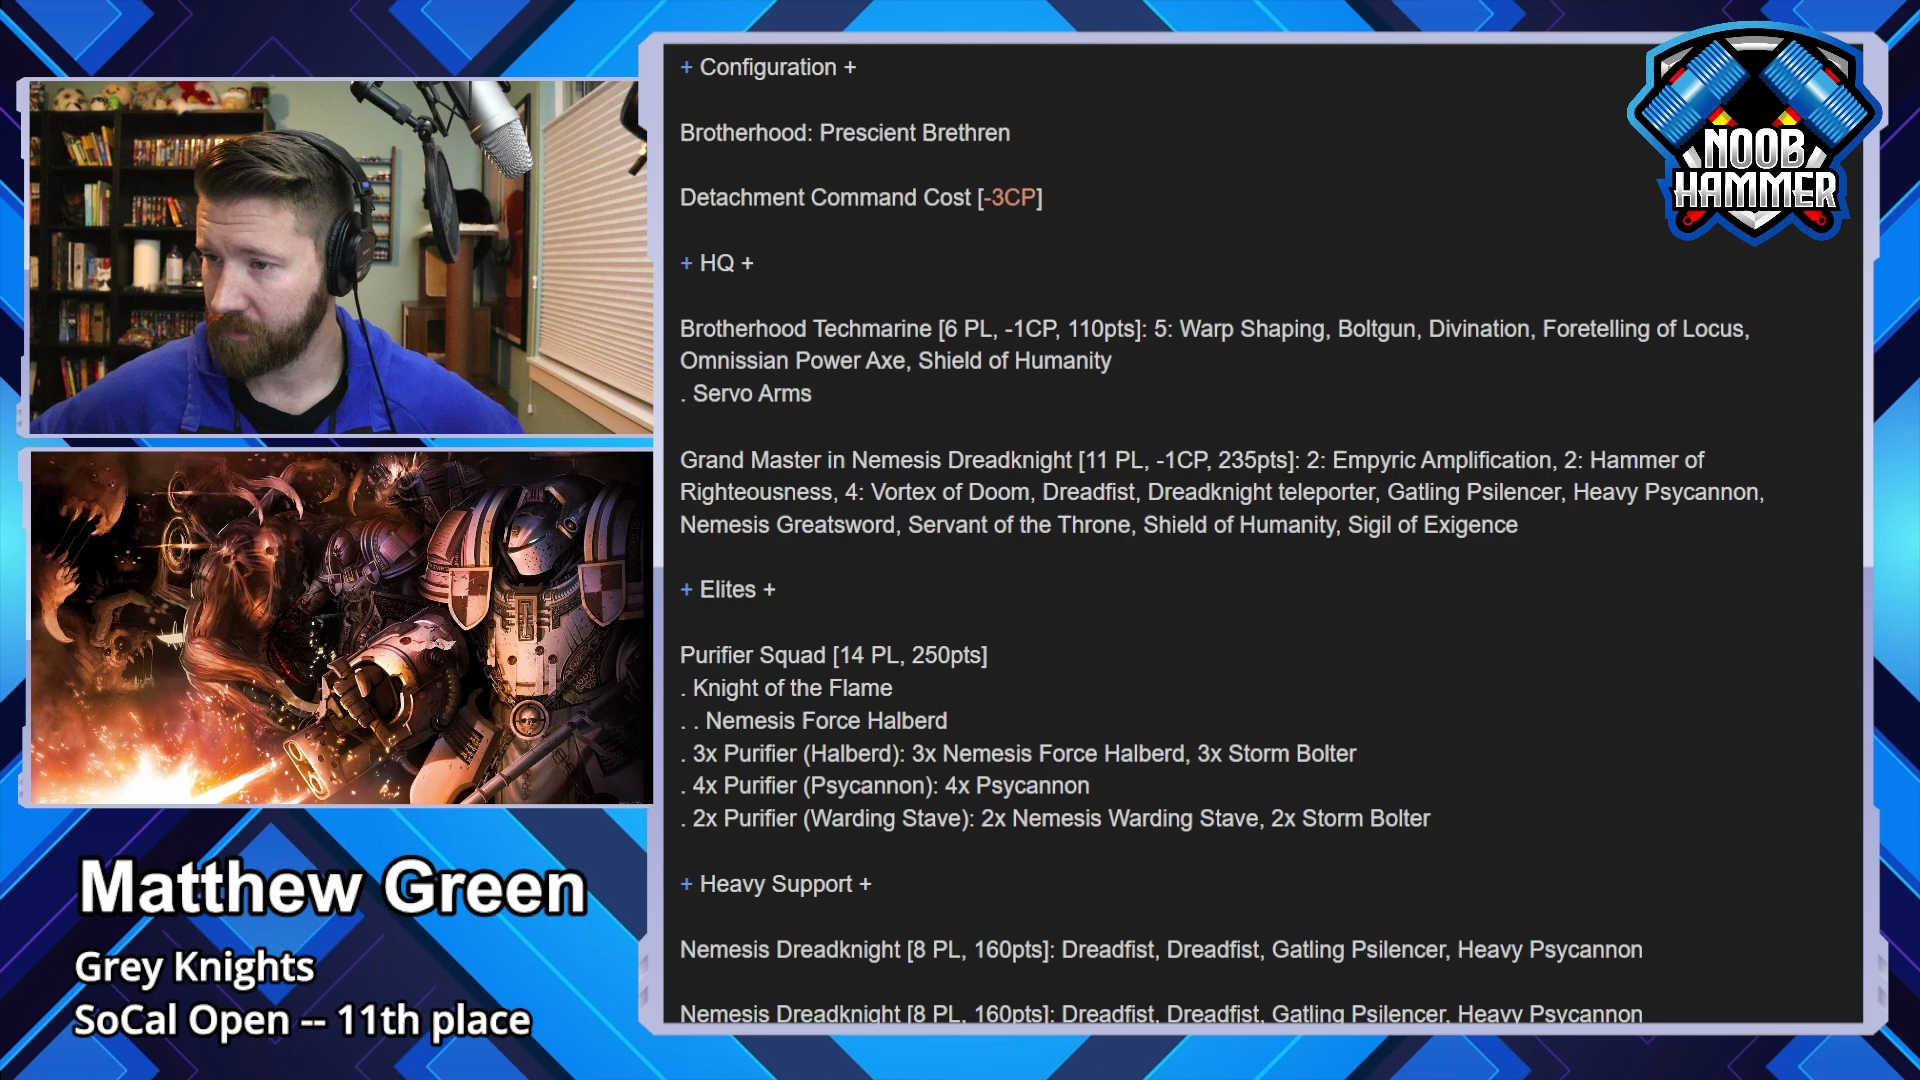 + Configuration +
Brotherhood: Prescient Brethren
Detachment Command Cost [-3CP]
+ HQ +
Brotherhood Techmarine [6 PL, -1CP, 110pts]: 5: Warp Shaping, Boltgun, Divination, Foretelling of Locus,
Omnissian Power Axe, Shield of Humanity
. Servo Arms
Grand Master in Nemesis Dreadknight [11 PL, -1CP, 235pts]: 2: Empyric Amplification, 2: Hammer of
Righteousness, 4: Vortex of Doom, Dreadfist, Dreadknight teleporter, Gatling Psilencer, Heavy Psycannon,
Nemesis Greatsword, Servant of the Throne, Shield of Humanity, Sigil of Exigence
+ Elites +
Purifier Squad [14 PL, 250pts]
. Knight of the Flame
. . Nemesis Force Halberd
. 3x Purifier (Halberd): 3x Nemesis Force Halberd, 3x Storm Bolter
. 4x Purifier (Psycannon): 4x Psycannon
. 2x Purifier (Warding Stave): 2x Nemesis Warding Stave, 2x Storm Bolter
+ Heavy Support +
Nemesis Dreadknight [8 PL, 160pts]: Dreadfist, Dreadfist, Gatling Psilencer, Heavy Psycannon
Nemesis Dreadknight [8 PL, 160pts]: Dreadfist, Dreadfist, Gatling Psilencer, Heavy Psycannon
NOOB
HAMMER
Matthew Green
Grey Knights
SoCal Open -- 11th place